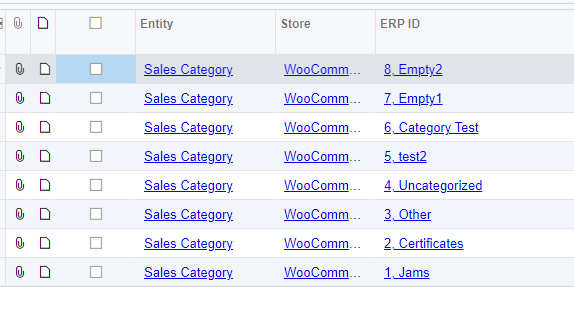 Entity Store ERP ID
Sales Category WooComm... 8, Empty2
Sales Category WooComm... 7, Empty1
Sales Category WooComm... 6, Category Test
Sales Category WooComm... 5, test2
Sales Category WooComm... 4, Uncategorized
Sales Category WooComm... 3, Other
Sales Category WooComm... 2, Certificates
Sales Category WooComm... 1, Jams